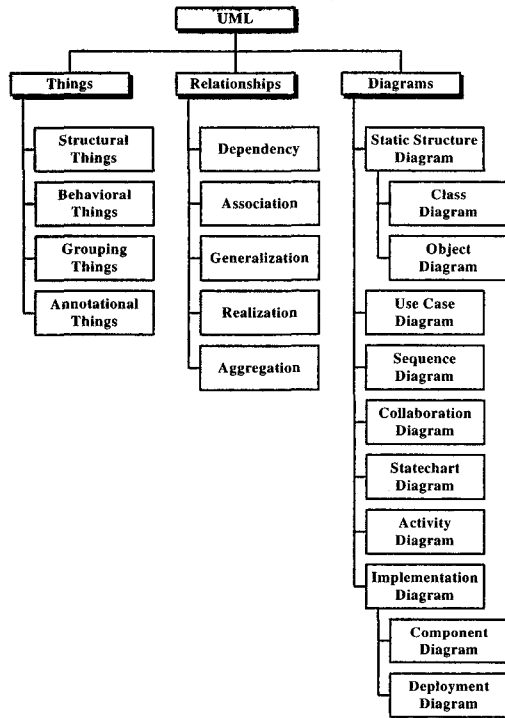 UML
Things
Structural
Things
Behavioral
Things
Grouping
Things
Annotational
Things
Relationships
Dependency
Association
Generalization
Realization
Aggregation
Diagrams
Static Structure
Diagram
Class
Diagram
Object
Diagram
Use Case
Diagram
Sequence
Diagram
Collaboration
Diagram
Statechart
Diagram
Activity
Diagram
Implementation
Diagram
Component
Diagram
Deployment
Diagram